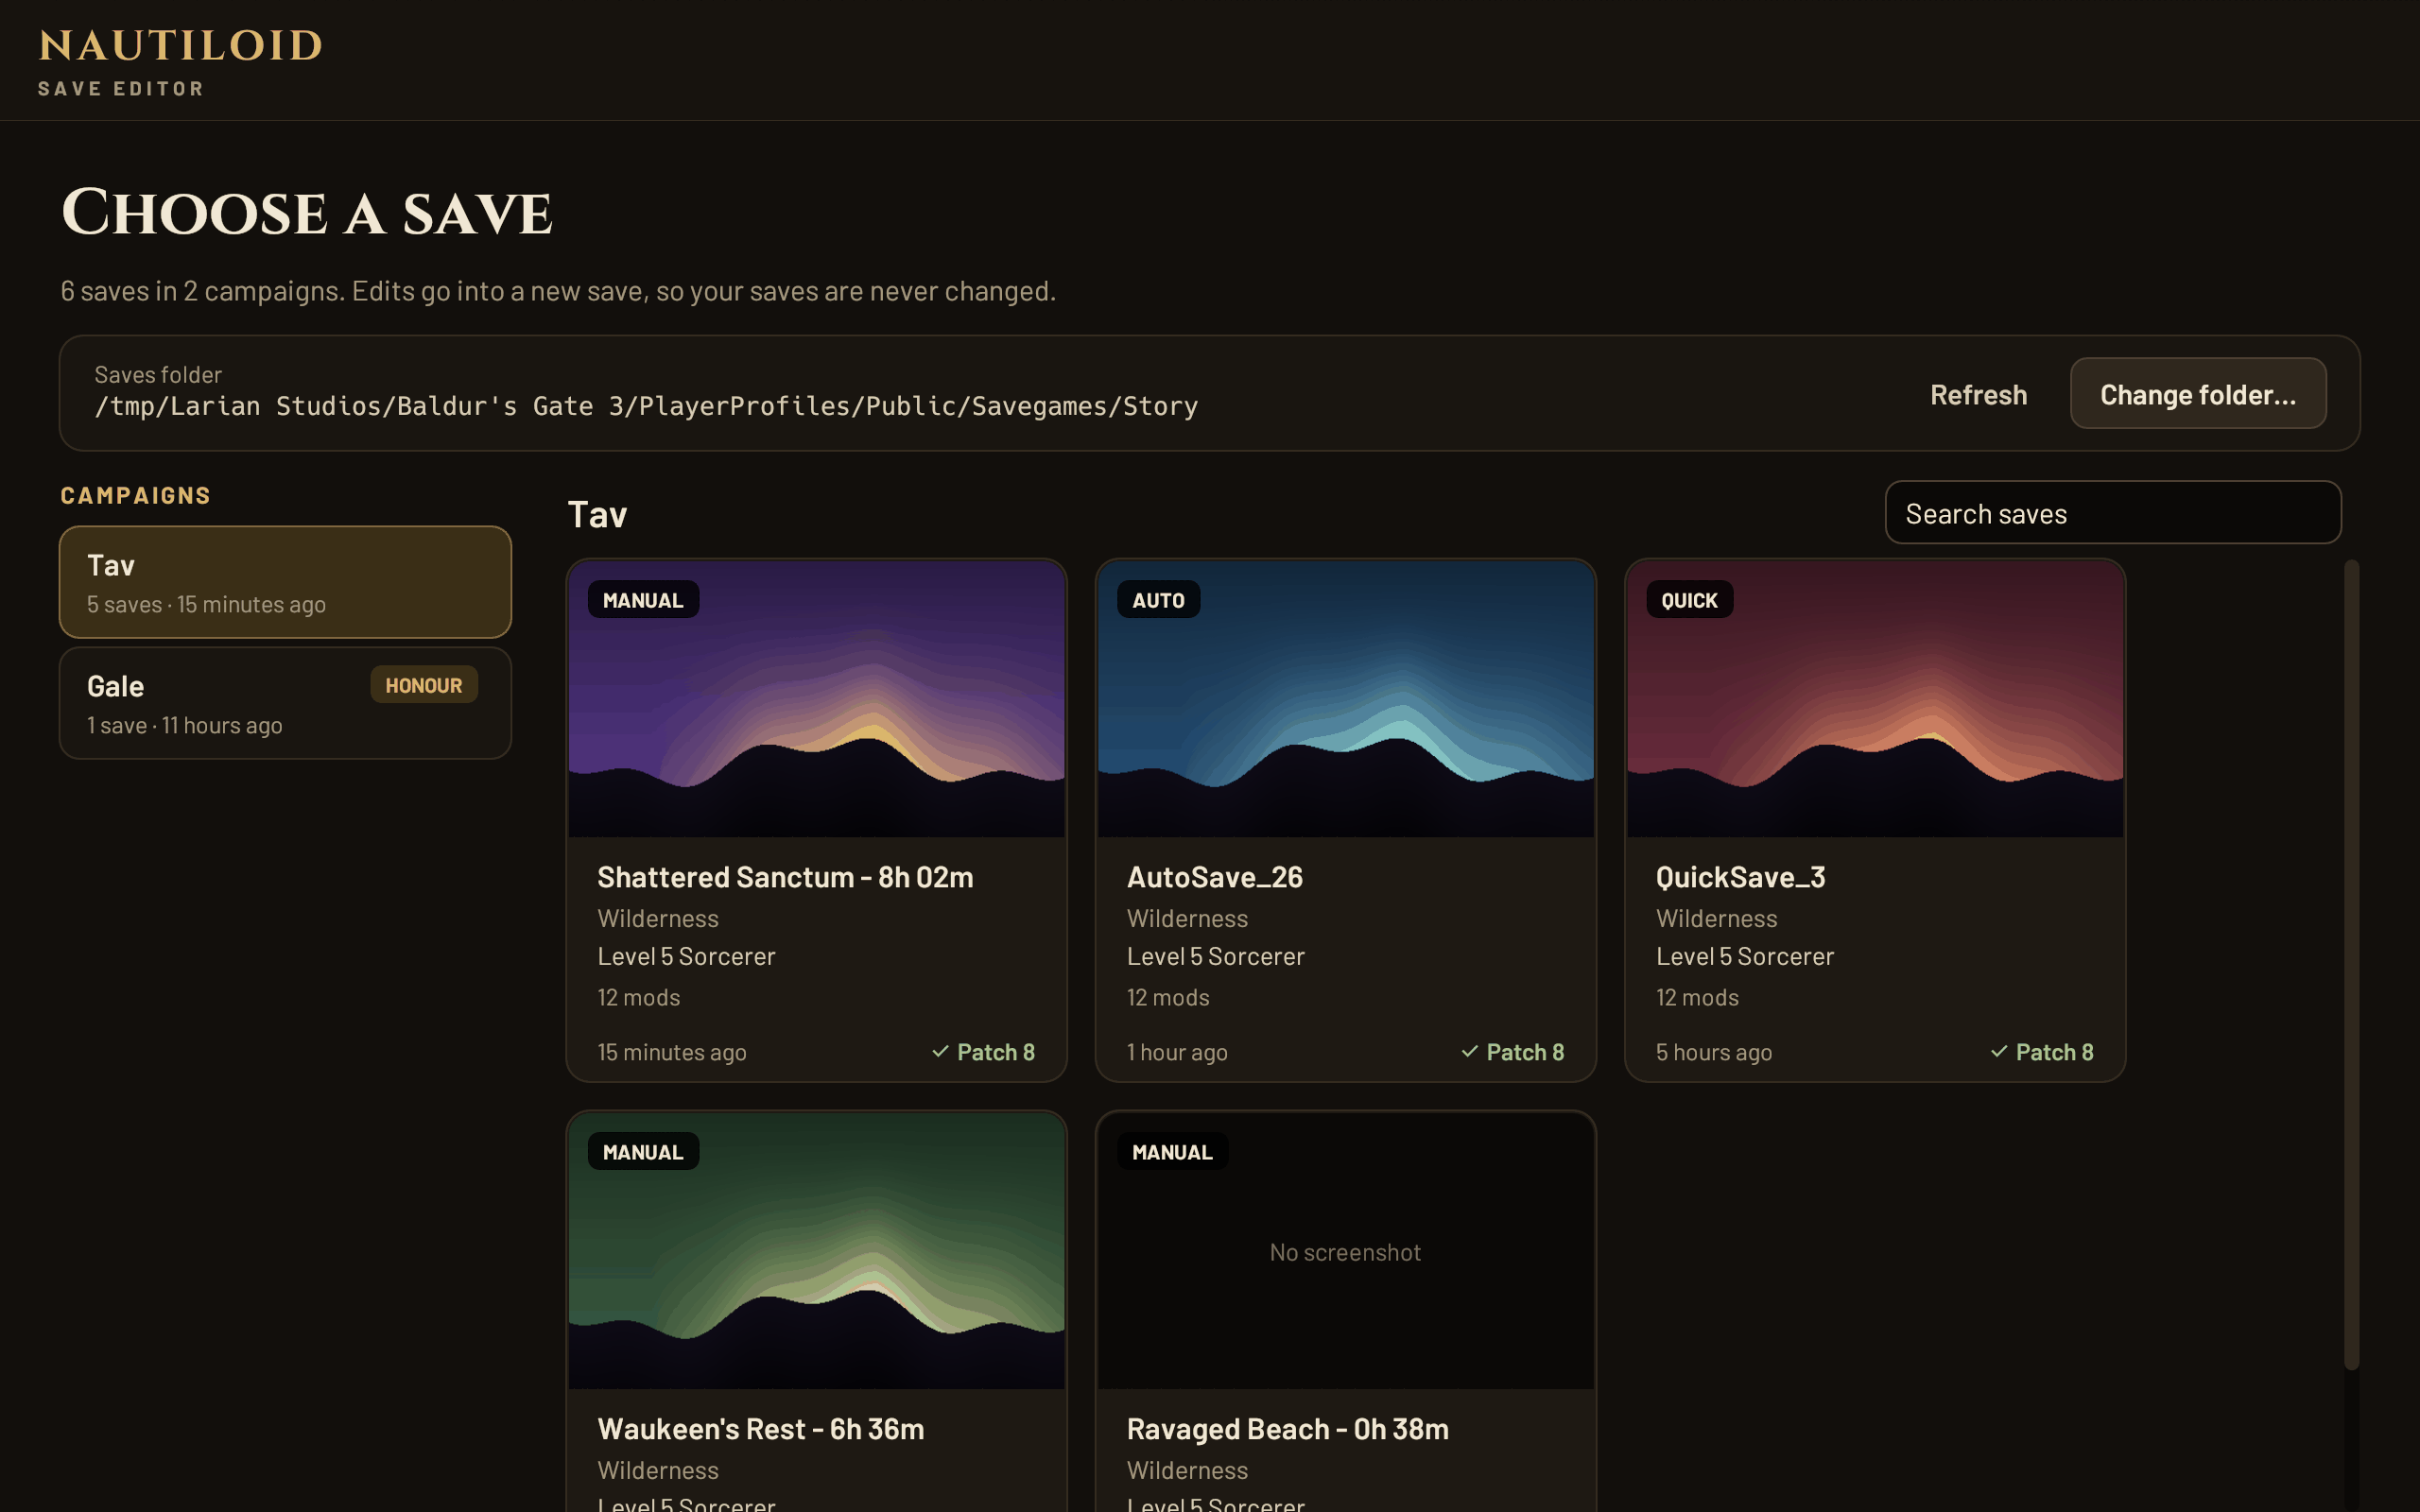 NAUTILOID
SAVE EDITOR
Choose a save
6 saves in 2 campaigns. Edits go into a new save, so your saves are never changed.
Saves folder
/tmp/Larian Studios/Baldur's Gate 3/PlayerProfiles/Public/Savegames/Story
Refresh
Change folder...
CAMPAIGNS
Tav
5 saves · 15 minutes ago
Gale
HONOUR
1 save · 11 hours ago
Tav
Search saves
MANUAL
Shattered Sanctum - 8h 02m
Wilderness
Level 5 Sorcerer
12 mods
15 minutes ago
✓ Patch 8
AUTO
AutoSave_26
Wilderness
Level 5 Sorcerer
12 mods
1 hour ago
✓ Patch 8
QUICK
QuickSave_3
Wilderness
Level 5 Sorcerer
12 mods
5 hours ago
✓ Patch 8
MANUAL
Waukeen's Rest - 6h 36m
Wilderness
Level 5 Sorcerer
MANUAL
No screenshot
Ravaged Beach - 0h 38m
Wilderness
Level 5 Sorcerer